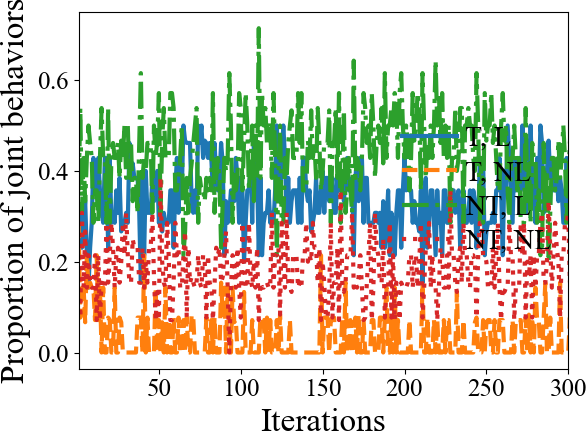 Proportion of joint behaviors
0.6
0.4
0.2
0.0
T, L
T, NL
NT, L
NT, NL
50
100
150
200
250
300
Iterations